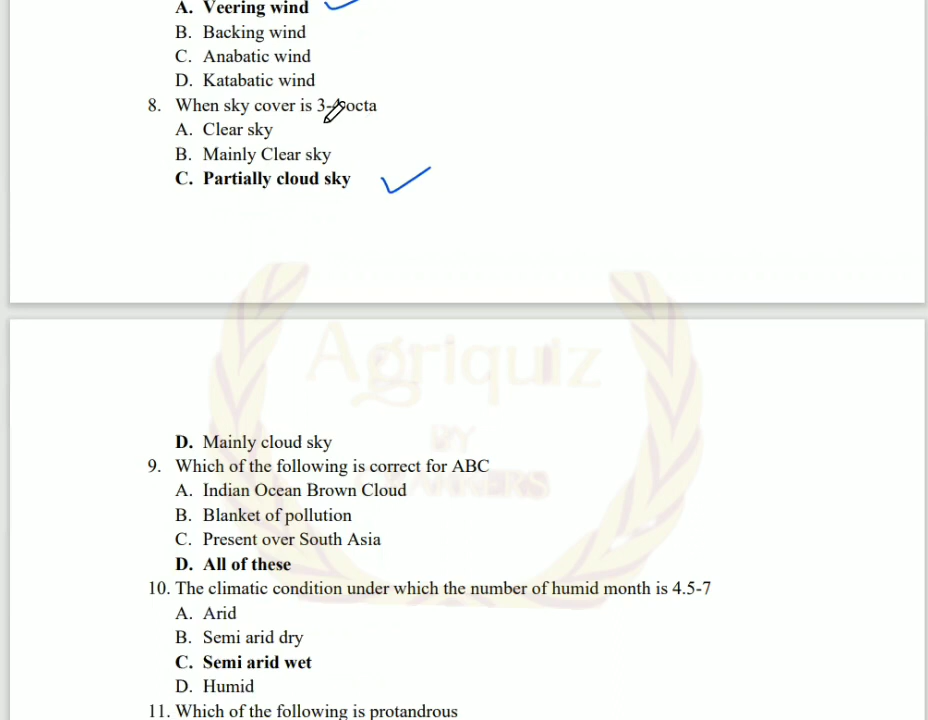 A. Veering wind
B. Backing wind
C. Anabatic wind
D. Katabatic wind
8. When sky cover is 3- octa
A. Clear sky
B. Mainly Clear sky
C. Partially cloud sky
Agriquiz
BY
D. Mainly cloud sky
9. Which of the following is correct for ABC
A. Indian Ocean Brown Cloud
B. Blanket of pollution
C. Present over South Asia
D. All of these
10. The climatic condition under which the number of humid month is 4.5-7
A. Arid
B. Semi arid dry
C. Semi arid wet
D. Humid
11. Which of the following is protandrous